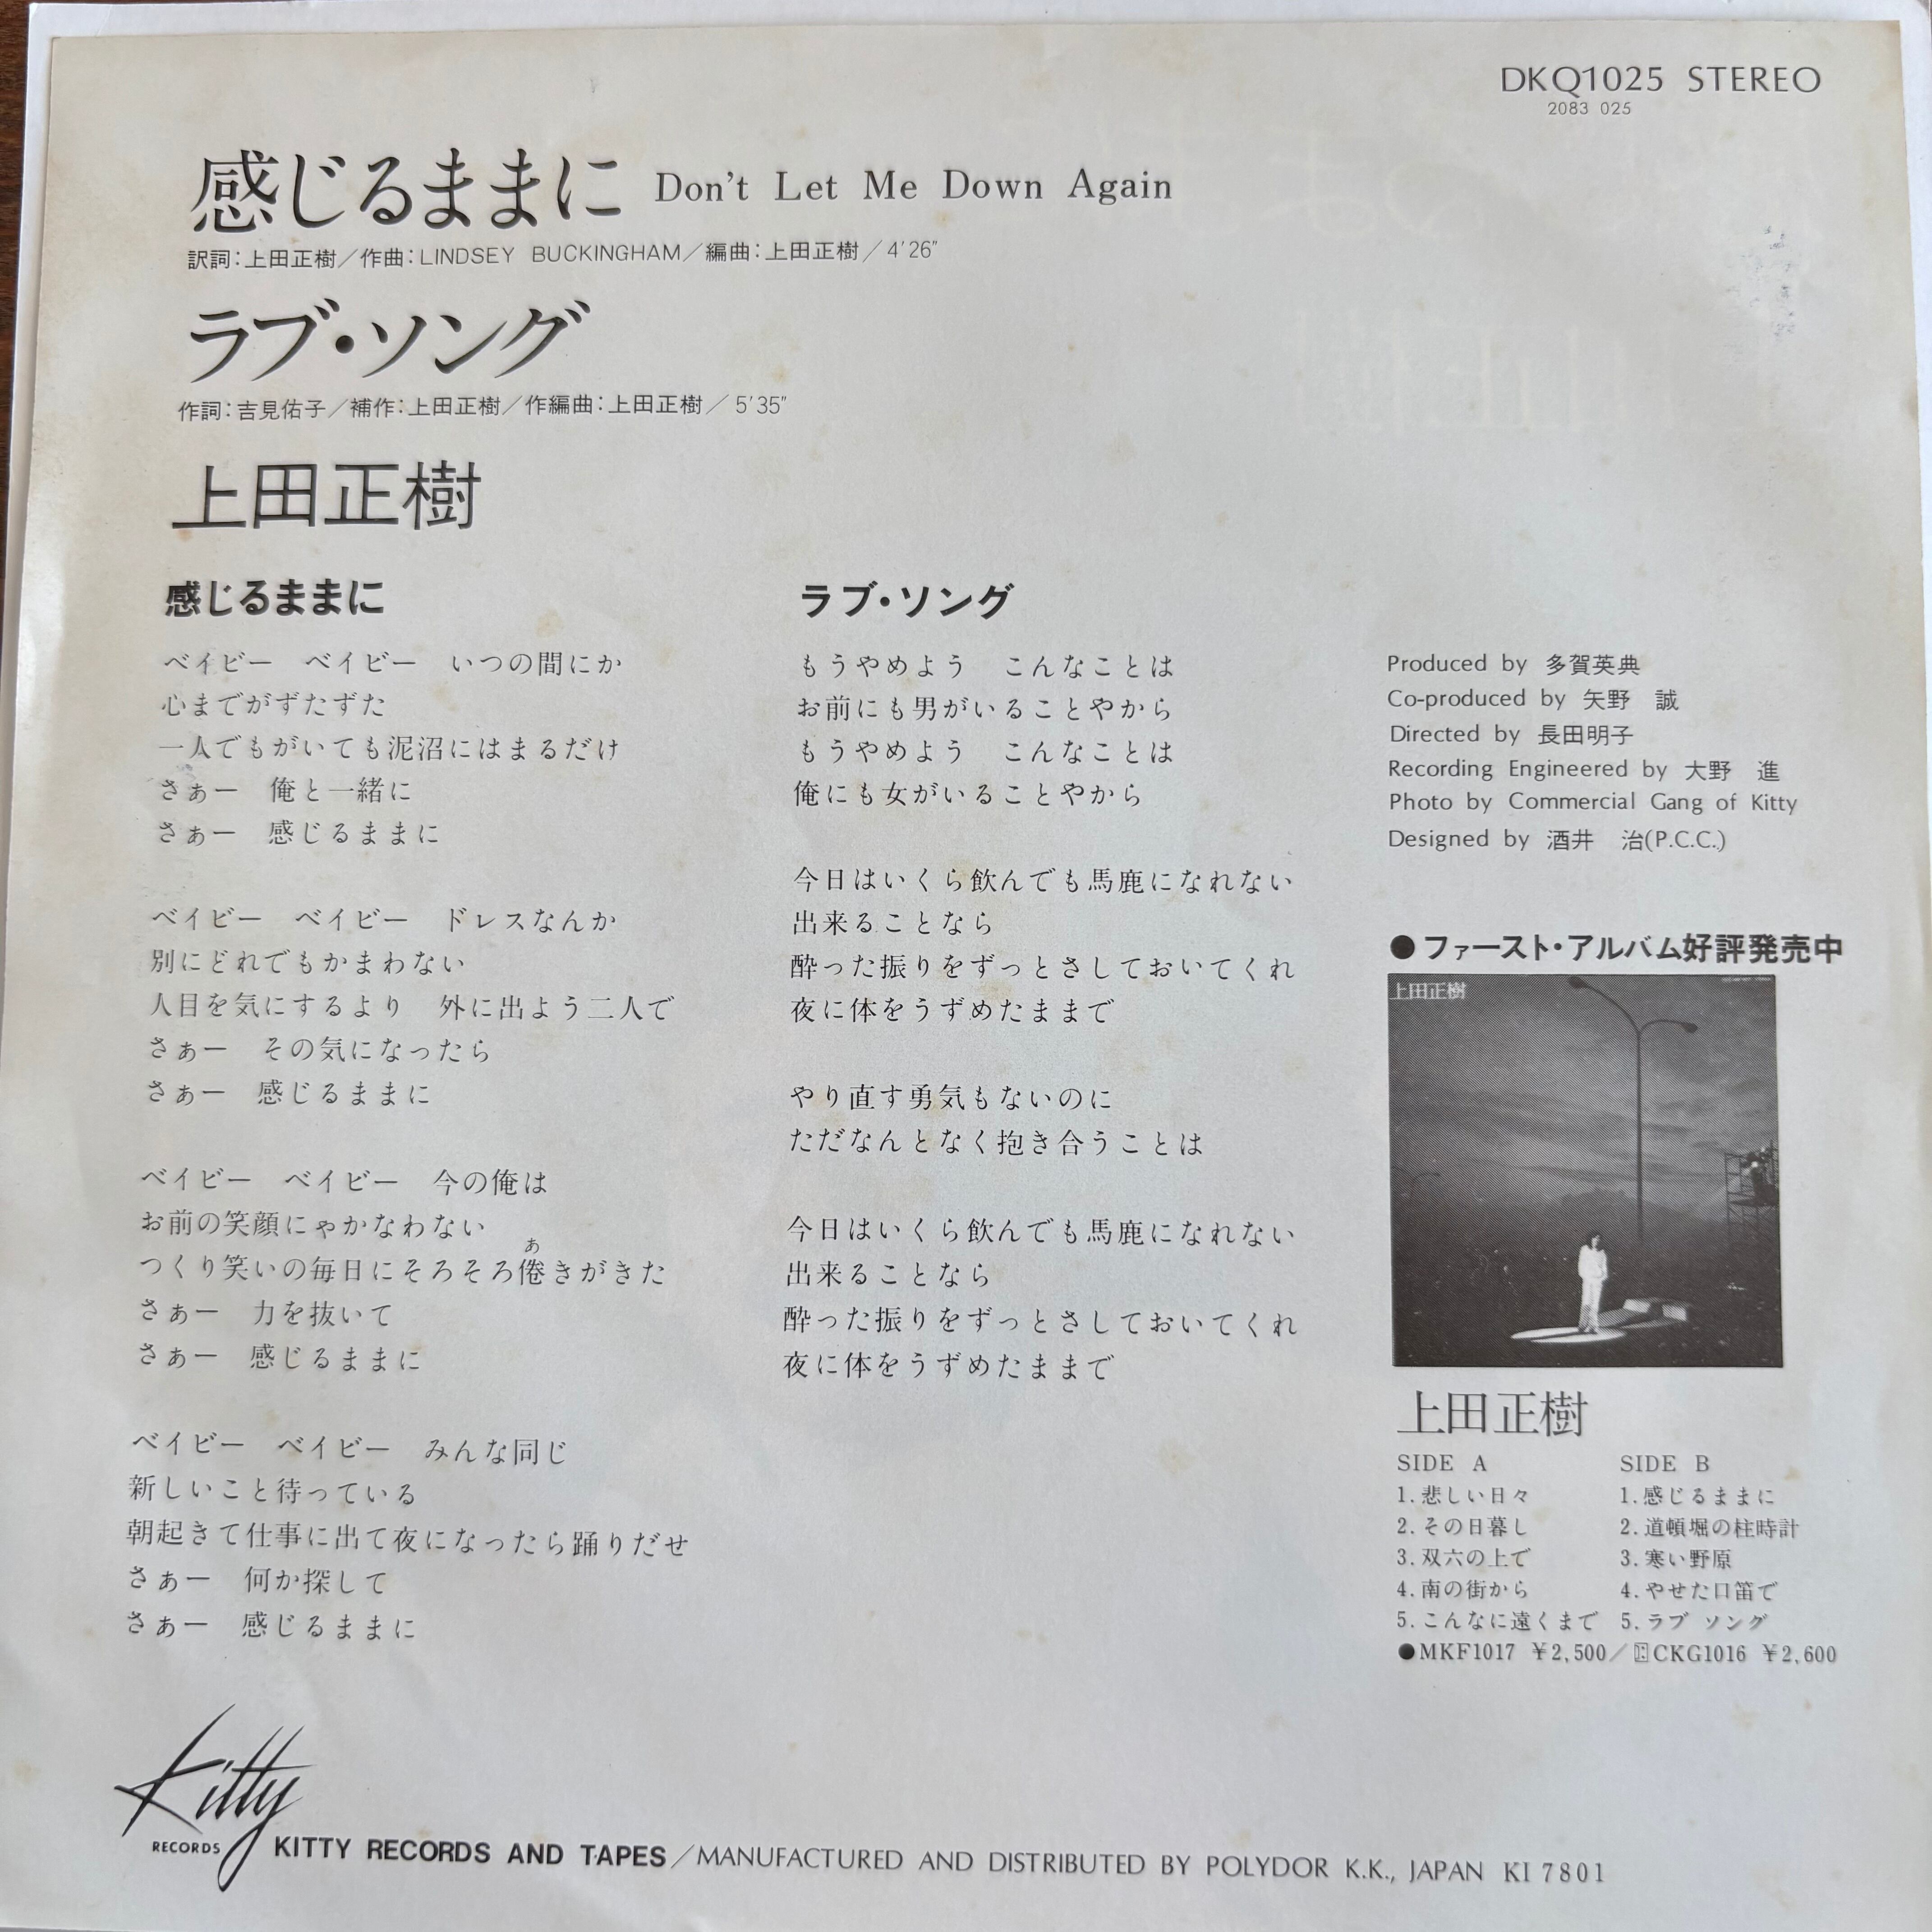 DKQ1025 STEREO
2083 025
感じるままに Don't Let Me Down Again
訳詞：上田正樹／作曲：LINDSEY BUCKINGHAM／編曲：上田正樹／4'26"
ラブ・ソング
作詞：吉見佑子／補作：上田正樹／作編曲：上田正樹／5'35"
上田正樹
感じるままに
ベイビー　ベイビー　いつの間にか
心までがずたずた
一人でもがいても泥沼にはまるだけ
さぁー　俺と一緒に
さぁー　感じるままに
ベイビー　ベイビー　ドレスなんか
別にどれでもかまわない
人目を気にするより　外に出よう二人で
さぁー　その気になったら
さぁー　感じるままに
ベイビー　ベイビー　今の俺は
お前の笑顔にゃかなわない
あ
つくり笑いの毎日にそろそろ倦きがきた
さぁー　力を抜いて
さぁー　感じるままに
ベイビー　ベイビー　みんな同じ
新しいこと待っている
朝起きて仕事に出て夜になったら踊りだせ
さぁー　何か探して
さぁー　感じるままに
ラブ・ソング
もうやめよう　こんなことは
お前にも男がいることやから
もうやめよう　こんなことは
俺にも女がいることやから
今日はいくら飲んでも馬鹿になれない
出来ることなら
酔った振りをずっとさしておいてくれ
夜に体をうずめたままで
やり直す勇気もないのに
ただなんとなく抱き合うことは
今日はいくら飲んでも馬鹿になれない
出来ることなら
酔った振りをずっとさしておいてくれ
夜に体をうずめたままで
Produced by 多賀英典
Co-produced by 矢野　誠
Directed by 長田明子
Recording Engineered by 大野　進
Photo by Commercial Gang of Kitty
Designed by 酒井　治(P.C.C.)
●ファースト・アルバム好評発売中
上田正樹
上田正樹
SIDE A
1.悲しい日々
2.その日暮し
3.双六の上で
4.南の街から
5.こんなに遠くまで
SIDE B
1.感じるままに
2.道頓堀の柱時計
3.寒い野原
4.やせた口笛で
5.ラブ ソング
●MKF1017 ￥2,500／CKG1016 ￥2,600
Kitty
RECORDS
KITTY RECORDS AND TAPES／MANUFACTURED AND DISTRIBUTED BY POLYDOR K.K., JAPAN KI 7801